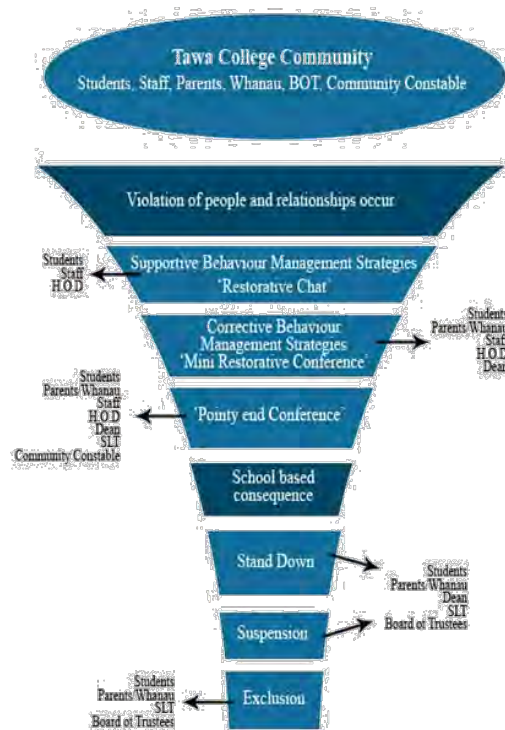 Tawa College Community
Students, Staff, Parents, Whanau, BOT, Community Constable
Violation of people and relationships occur
Students
Staff
H.O.D
Supportive Behaviour Management Strategies
'Restorative Chat'
Corrective Behaviour
Management Strategies
'Mini Restorative Conference'
Students
Parents/Whanau
Staff
H.O.D
Dean
Students
Parents/Whanau
Staff
H.O.D
Dean
SLT
Community Constable
'Pointy end Conference'
School based
consequence
Stand Down
Students
Parents/Whanau
Dean
SLT
Board of Trustees
Suspension
Students
Parents/Whanau
SLT
Board of Trustees
Exclusion